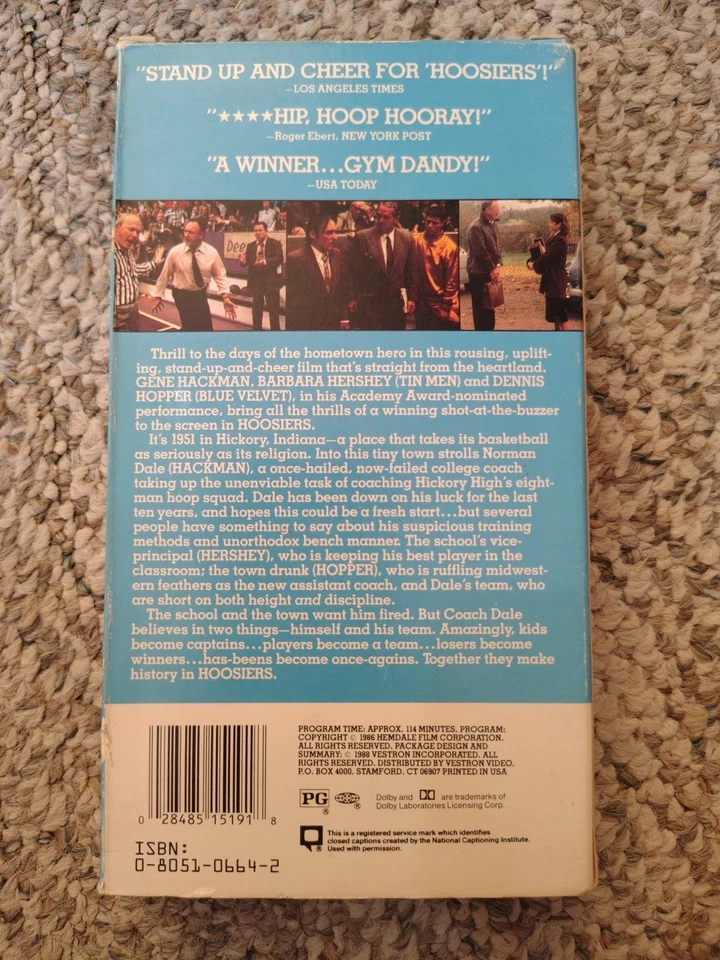 "STAND UP AND CHEER FOR 'HOOSIERS'!"
—LOS ANGELES TIMES
"★★★★HIP, HOOP HOORAY!"
—Roger Ebert, NEW YORK POST
"A WINNER...GYM DANDY!"
—USA TODAY
Dee
Thrill to the days of the hometown hero in this rousing, uplift-
ing, stand-up-and-cheer film that's straight from the heartland.
GENE HACKMAN, BARBARA HERSHEY (TIN MEN) and DENNIS
HOPPER (BLUE VELVET), in his Academy Award-nominated
performance, bring all the thrills of a winning shot-at-the-buzzer
to the screen in HOOSIERS.
It's 1951 in Hickory, Indiana—a place that takes its basketball
as seriously as its religion. Into this tiny town strolls Norman
Dale (HACKMAN), a once-hailed, now-failed college coach
taking up the unenviable task of coaching Hickory High's eight-
man hoop squad. Dale has been down on his luck for the last
ten years, and hopes this could be a fresh start...but several
people have something to say about his suspicious training
methods and unorthodox bench manner. The school's vice-
principal (HERSHEY), who is keeping his best player in the
classroom; the town drunk (HOPPER), who is ruffling midwest-
ern feathers as the new assistant coach, and Dale's team, who
are short on both height and discipline.
The school and the town want him fired. But Coach Dale
believes in two things—himself and his team. Amazingly, kids
become captains...players become a team...losers become
winners...has-beens become once-agains. Together they make
history in HOOSIERS.
PROGRAM TIME: APPROX. 114 MINUTES. PROGRAM:
COPYRIGHT © 1986 HEMDALE FILM CORPORATION.
ALL RIGHTS RESERVED. PACKAGE DESIGN AND
SUMMARY: © 1988 VESTRON INCORPORATED. ALL
RIGHTS RESERVED. DISTRIBUTED BY VESTRON VIDEO,
P.O. BOX 4000, STAMFORD, CT 06907 PRINTED IN USA
0 28485 15191 8
PG ®
®
Dolby and are trademarks of
Dolby Laboratories Licensing Corp.
ISBN:
0-8051-0664-2
®
This is a registered service mark which identifies
closed captions created by the National Captioning Institute.
Used with permission.